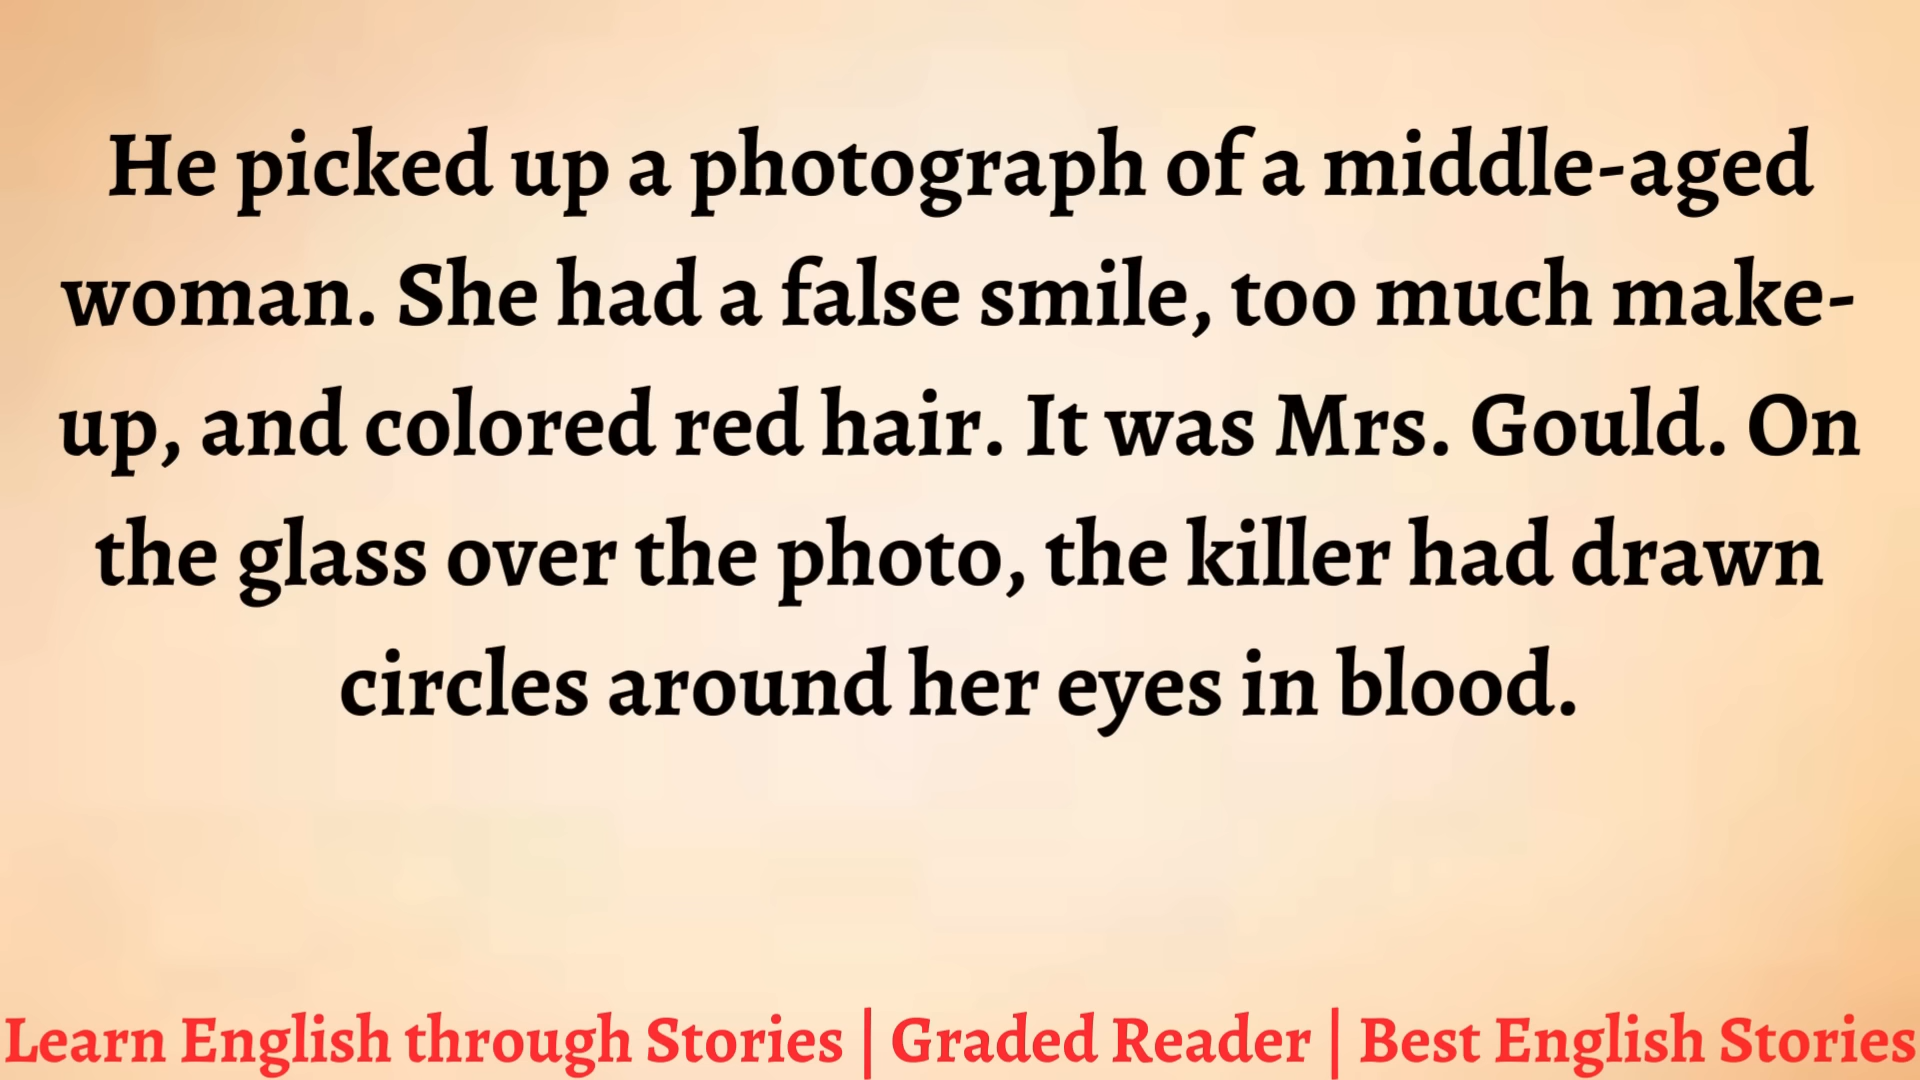 He picked up a photograph of a middle-aged
woman. She had a false smile, too much make-
up, and colored red hair. It was Mrs. Gould. On
the glass over the photo, the killer had drawn
circles around her eyes in blood.
Learn English through Stories | Graded Reader | Best English Stories